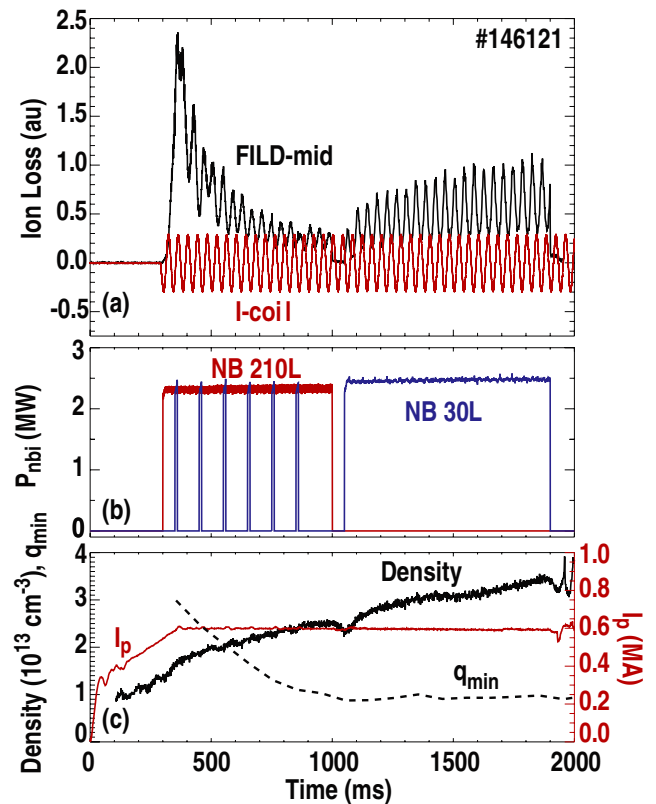 #146121
2.5
2.0
1.5
1.0
0.5
0.0
-0.5
Ion Loss (au)
FILD-mid
I-coil
(a)
3
2
1
0
P_nbi (MW)
NB 210L
NB 30L
(b)
4
3
2
1
0
Density (10^13 cm^-3), q_min
1.0
0.8
0.6
0.4
0.2
0.0
I_p (MA)
Density
I_p
q_min
(c)
0 500 1000 1500 2000
Time (ms)